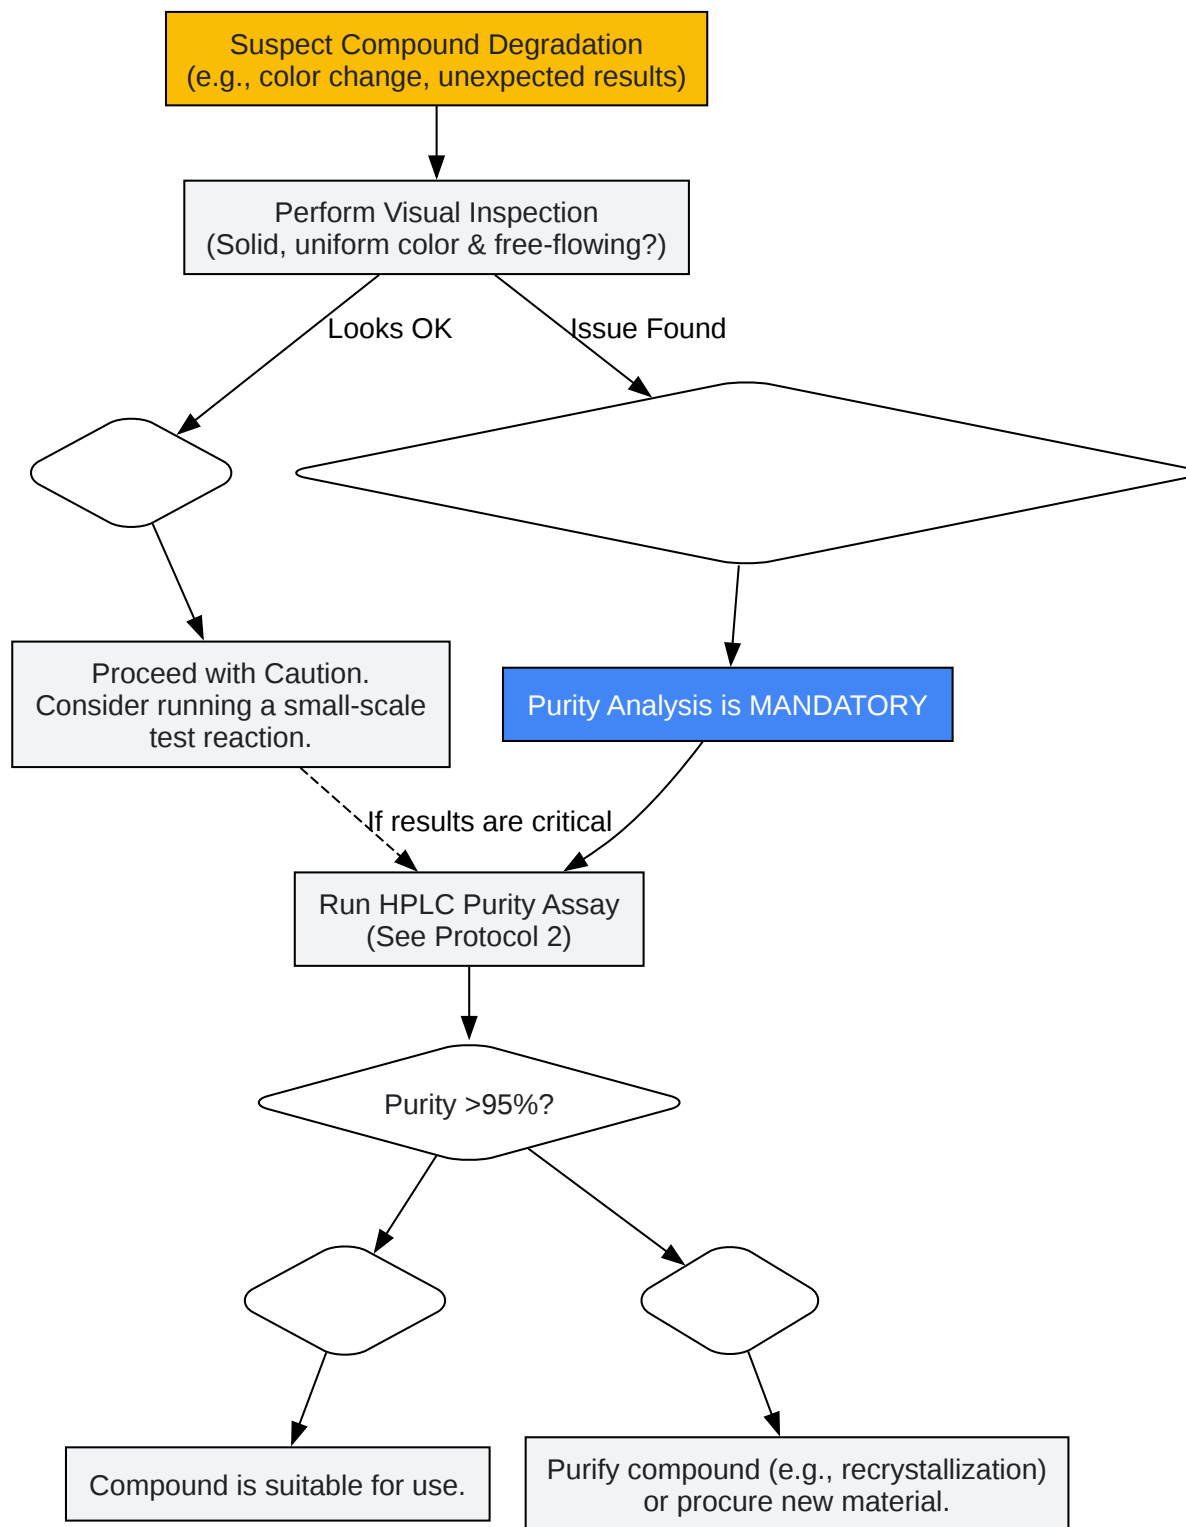 Suspect Compound Degradation
(e.g., color change, unexpected results)
Perform Visual Inspection
(Solid, uniform color & free-flowing?)
Looks OK
Issue Found
Proceed with Caution.
Consider running a small-scale
test reaction.
Purity Analysis is MANDATORY
If results are critical
Run HPLC Purity Assay
(See Protocol 2)
Purity >95%?
Compound is suitable for use.
Purify compound (e.g., recrystallization)
or procure new material.